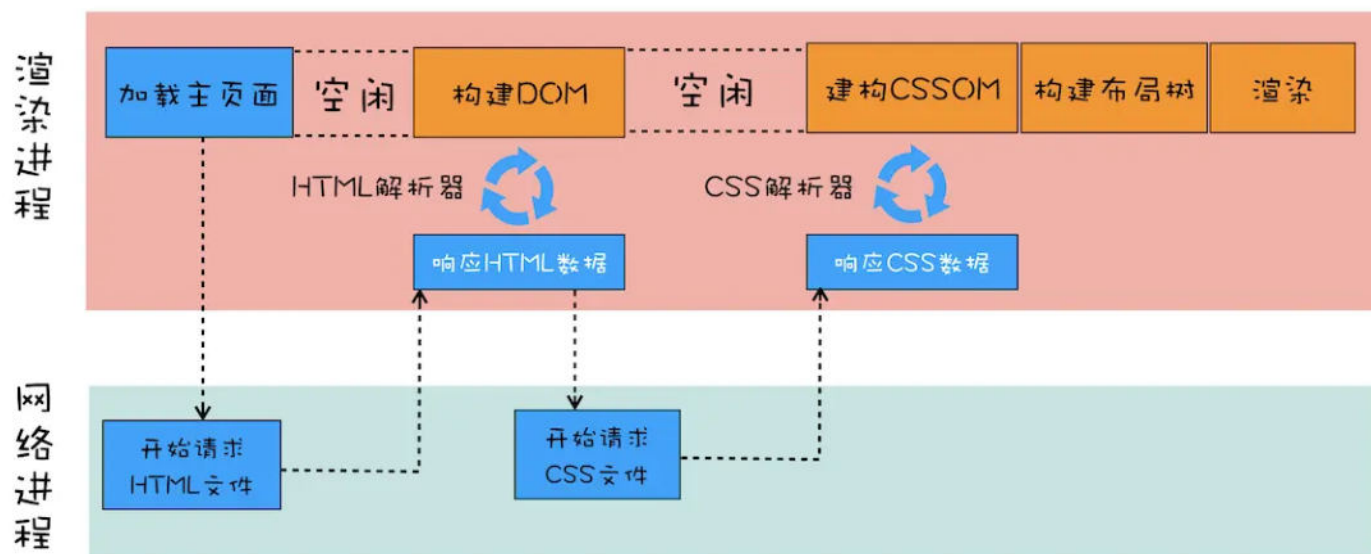 渲染进程
加载主页面
空闲
构建DOM
空闲
建构CSSOM
构建布局树
渲染
HTML解析器
CSS解析器
响应HTML数据
响应CSS数据
网络进程
开始请求
HTML文件
开始请求
CSS文件